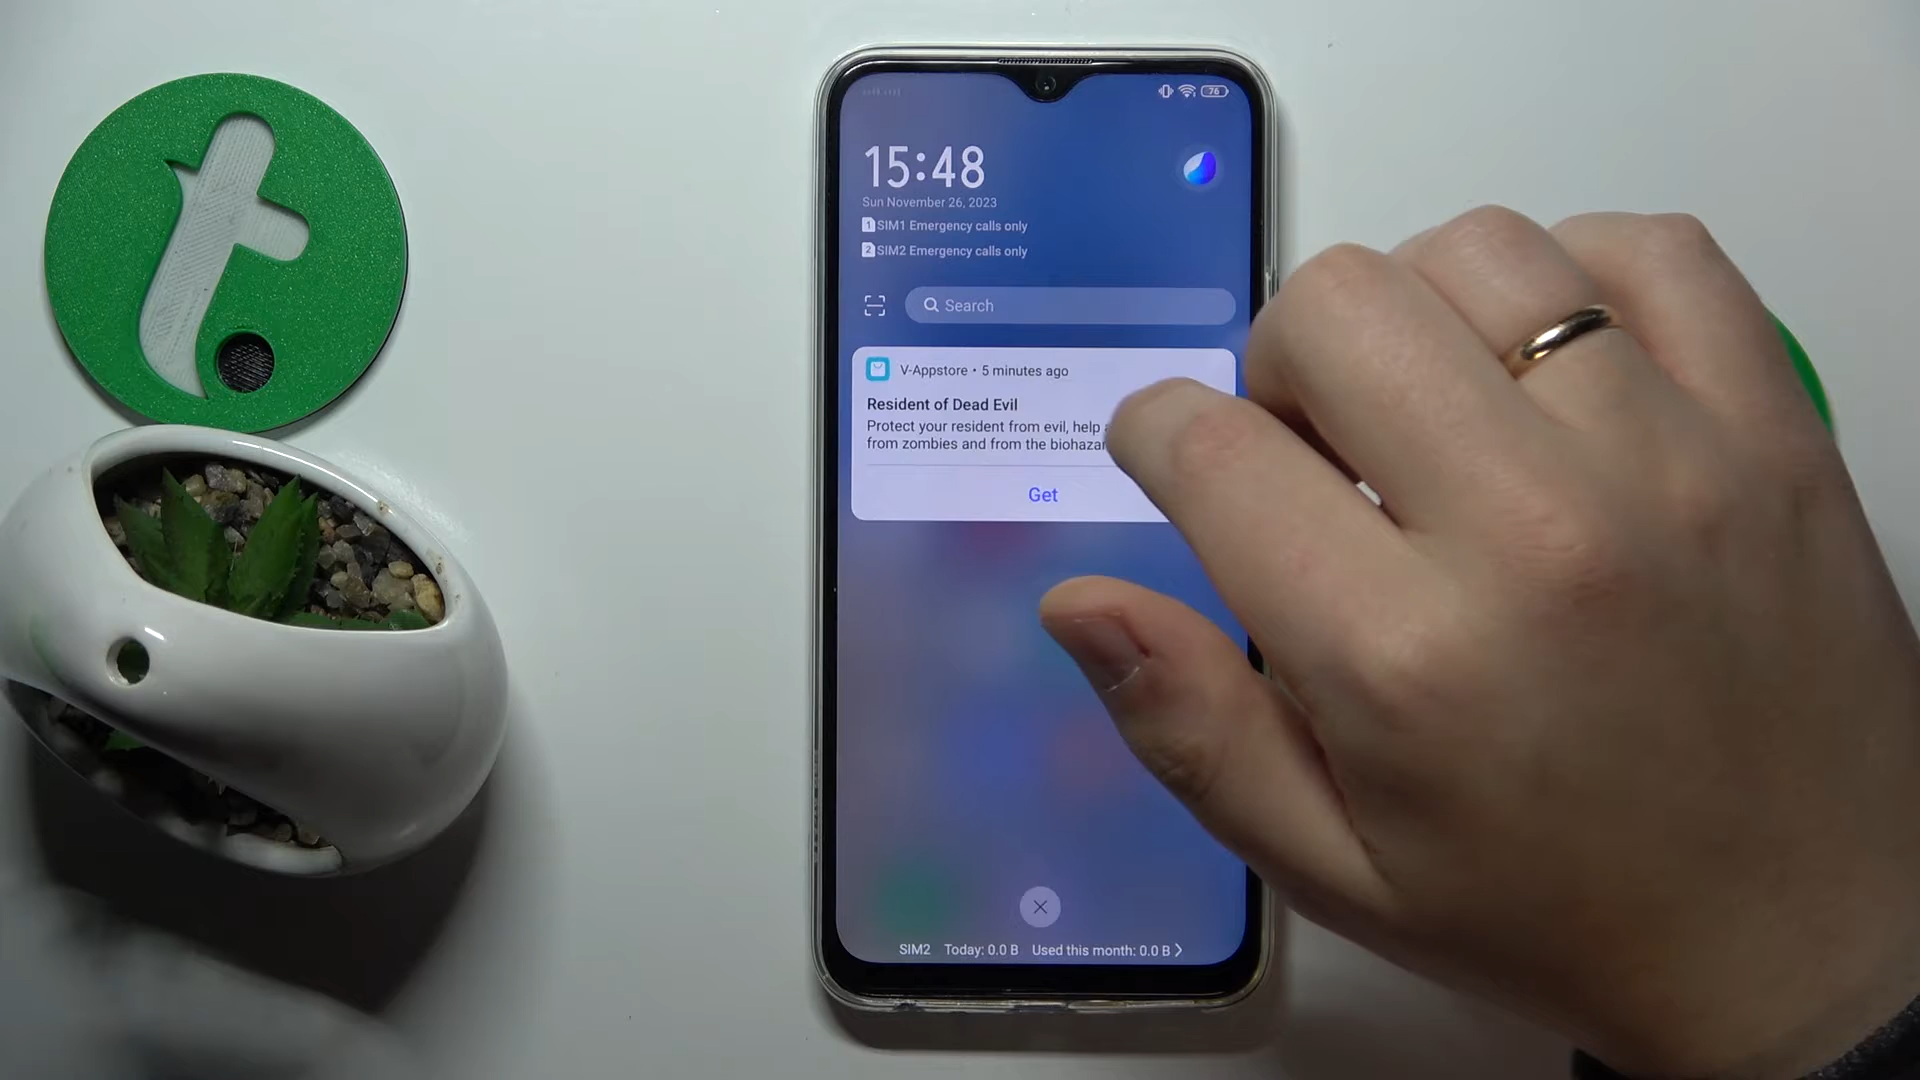 76
15:48
Sun November 26, 2023
1 SIM1 Emergency calls only
2 SIM2 Emergency calls only
Search
V-Appstore • 5 minutes ago
Resident of Dead Evil
Protect your resident from evil, help
from zombies and from the
Get
SIM2 Today: 0.0 B Used this month: 0.0 B